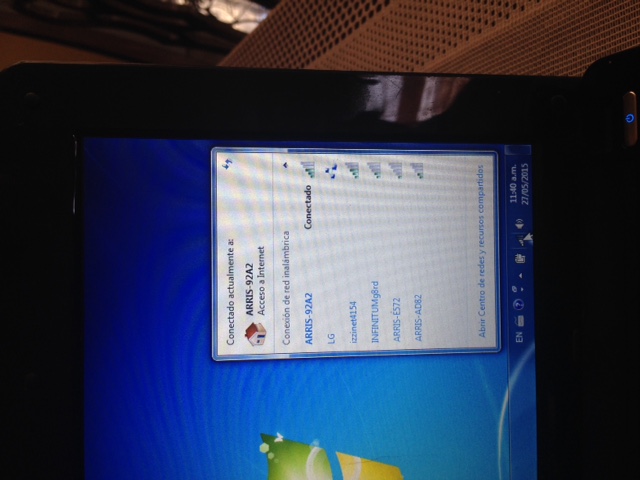 Conectado actualmente a:
ARRIS-92A2
Acceso a Internet
Conexión de red inalámbrica
ARRIS-92A2 Conectado
LG
izzinet4154
INFINITUMg8rd
ARRIS-E572
ARRIS-AD82
Abrir Centro de redes y recursos compartidos
EN
11:40 a.m.
27/05/2015